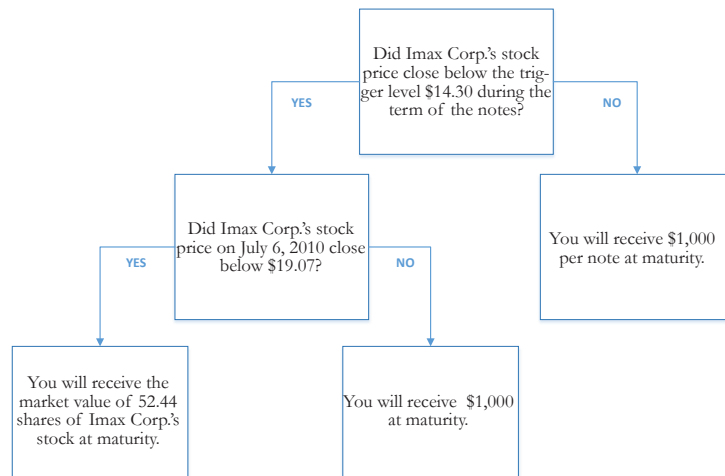 Did Imax Corp.'s stock
price close below the trig-
ger level $14.30 during the
term of the notes?
YES
NO
Did Imax Corp.'s stock
price on July 6, 2010 close
below $19.07?
You will receive $1,000
per note at maturity.
YES
NO
You will receive the
market value of 52.44
shares of Imax Corp.'s
stock at maturity.
You will receive $1,000
at maturity.